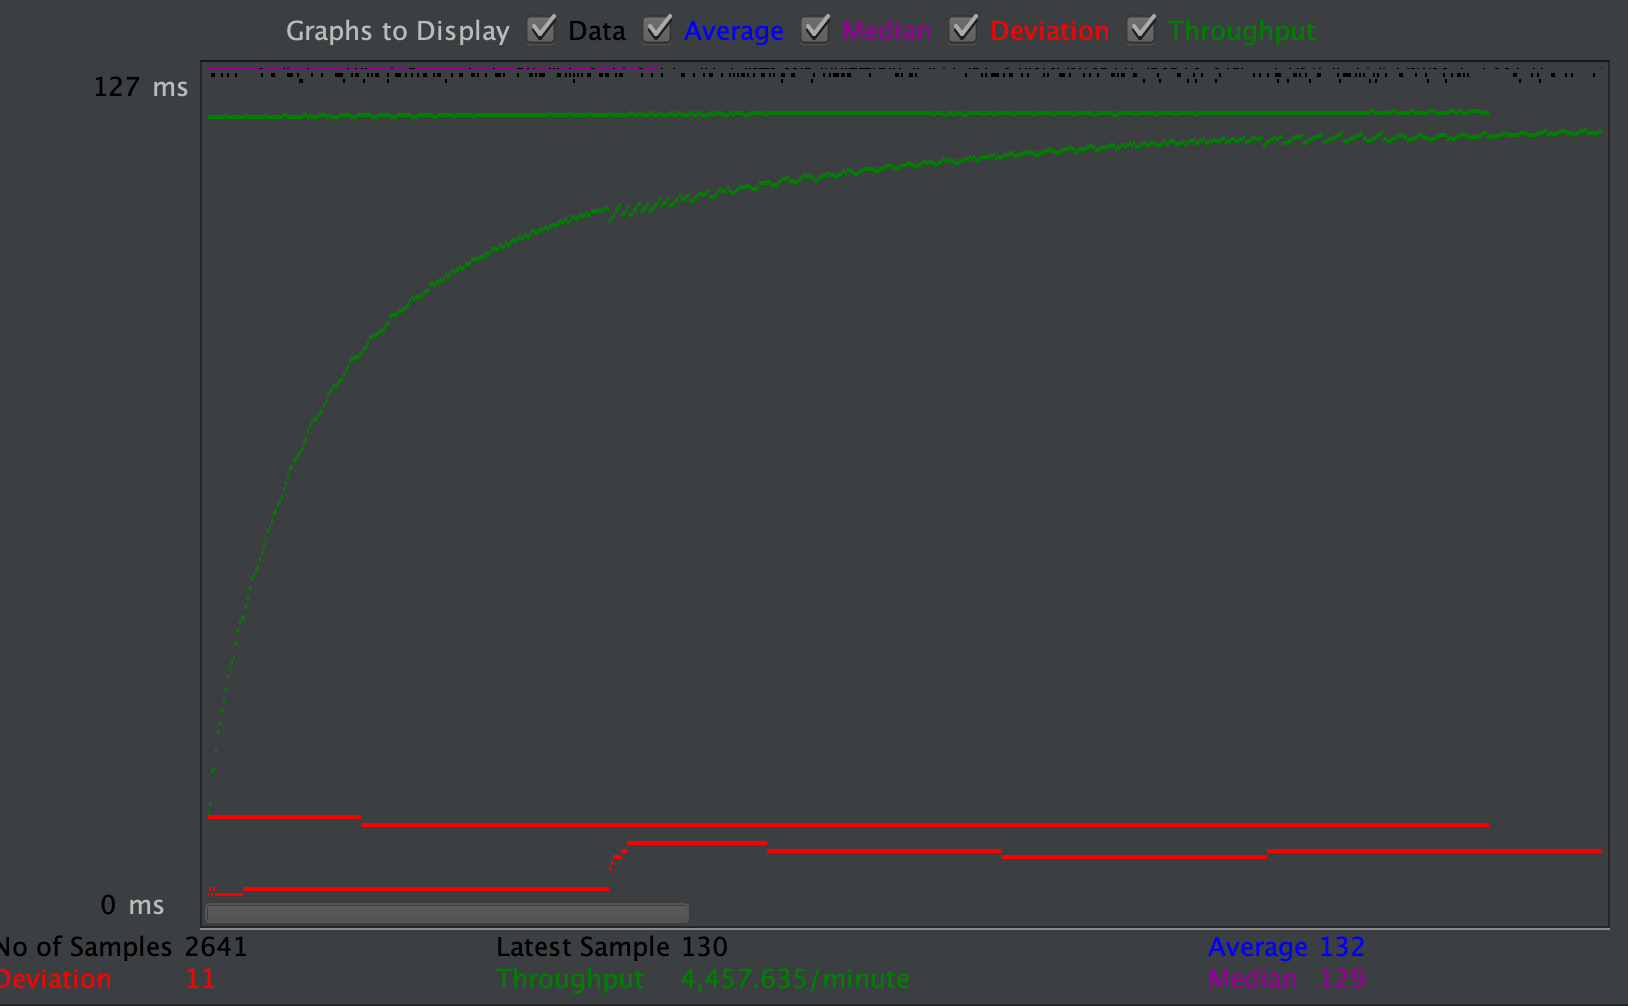 Graphs to Display Data Average Median Deviation Throughput
127 ms
0 ms
No of Samples 2641 Latest Sample 130 Average 132
Deviation 11 Throughput 4,457.635/minute Median 129